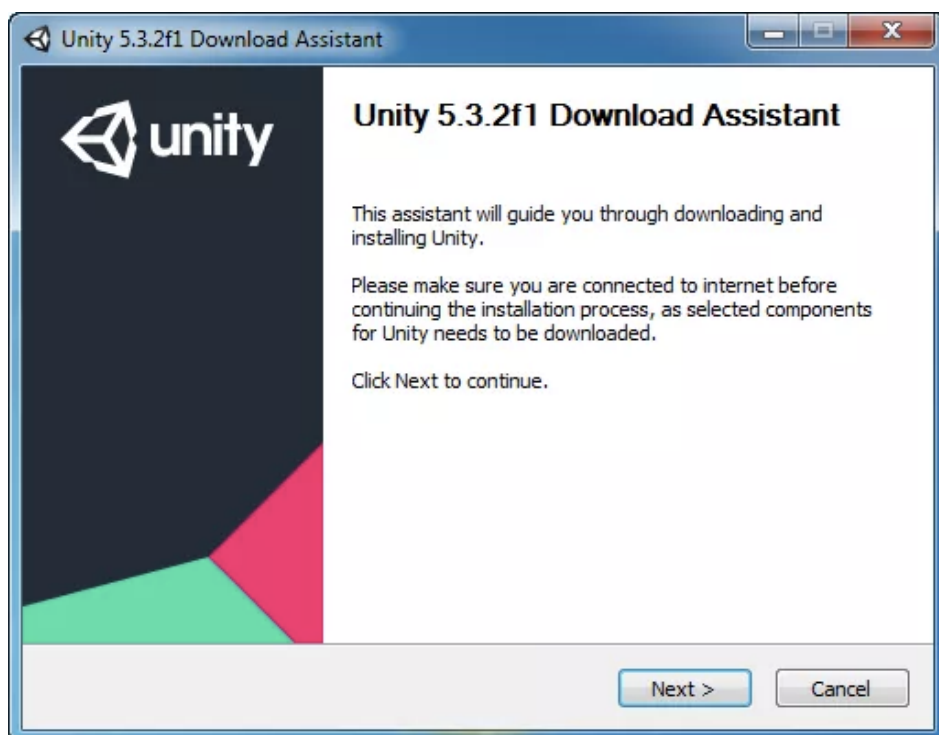 Unity 5.3.2f1 Download Assistant
unity
Unity 5.3.2f1 Download Assistant
This assistant will guide you through downloading and
installing Unity.
Please make sure you are connected to internet before
continuing the installation process, as selected components
for Unity needs to be downloaded.
Click Next to continue.
Next >
Cancel